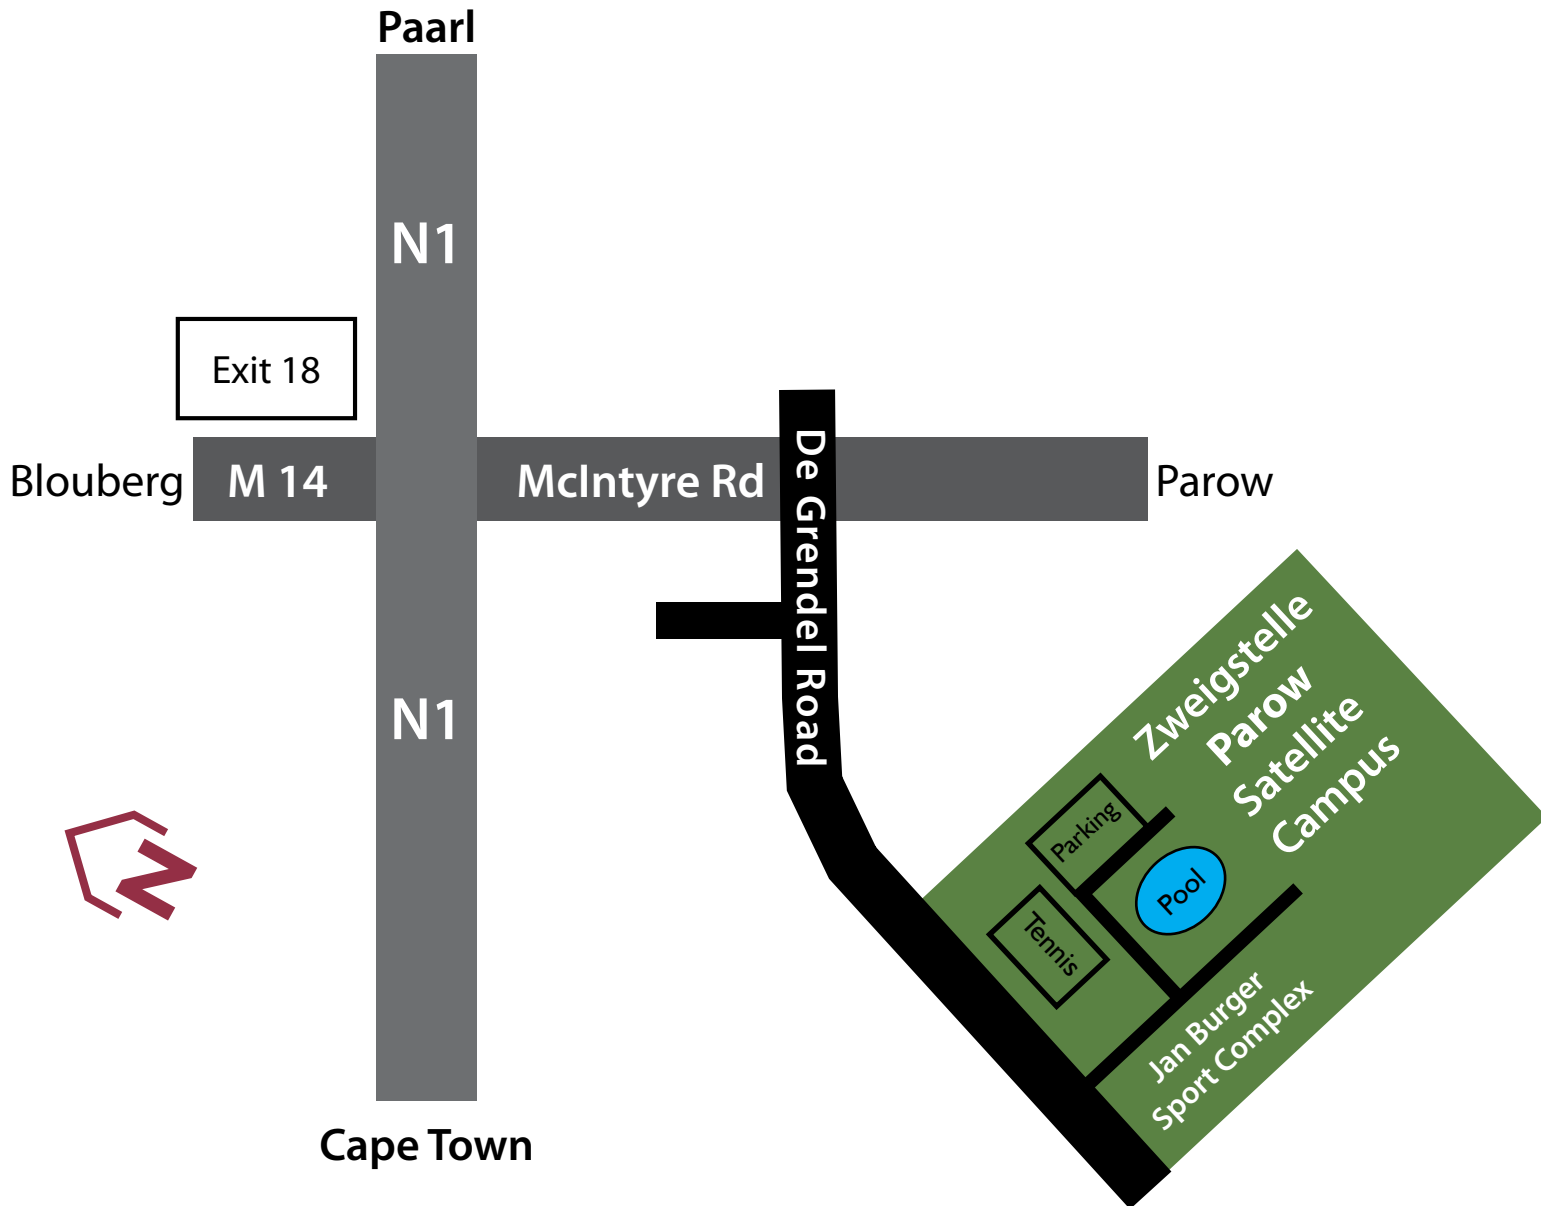 Paarl
N1
Exit 18
Blouberg
M 14
McIntyre Rd
Parow
De Grendel Road
N1
Zweigstelle
Parow
Satellite
Campus
Parking
Pool
Tennis
Jan Burger
Sport Complex
N
Cape Town